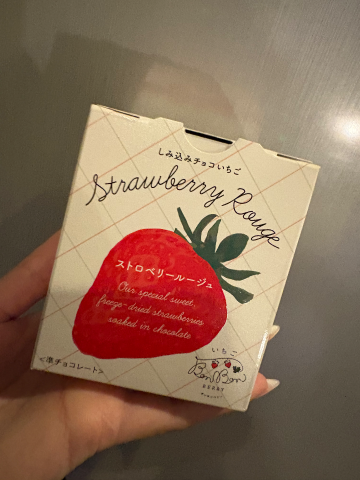 しみ込みチョコいちご
Strawberry Rouge
ストロベリールージュ
Our special sweet,
freeze-dried strawberries
soaked in chocolate
<準チョコレート>
いちご
BonBon
BERRY